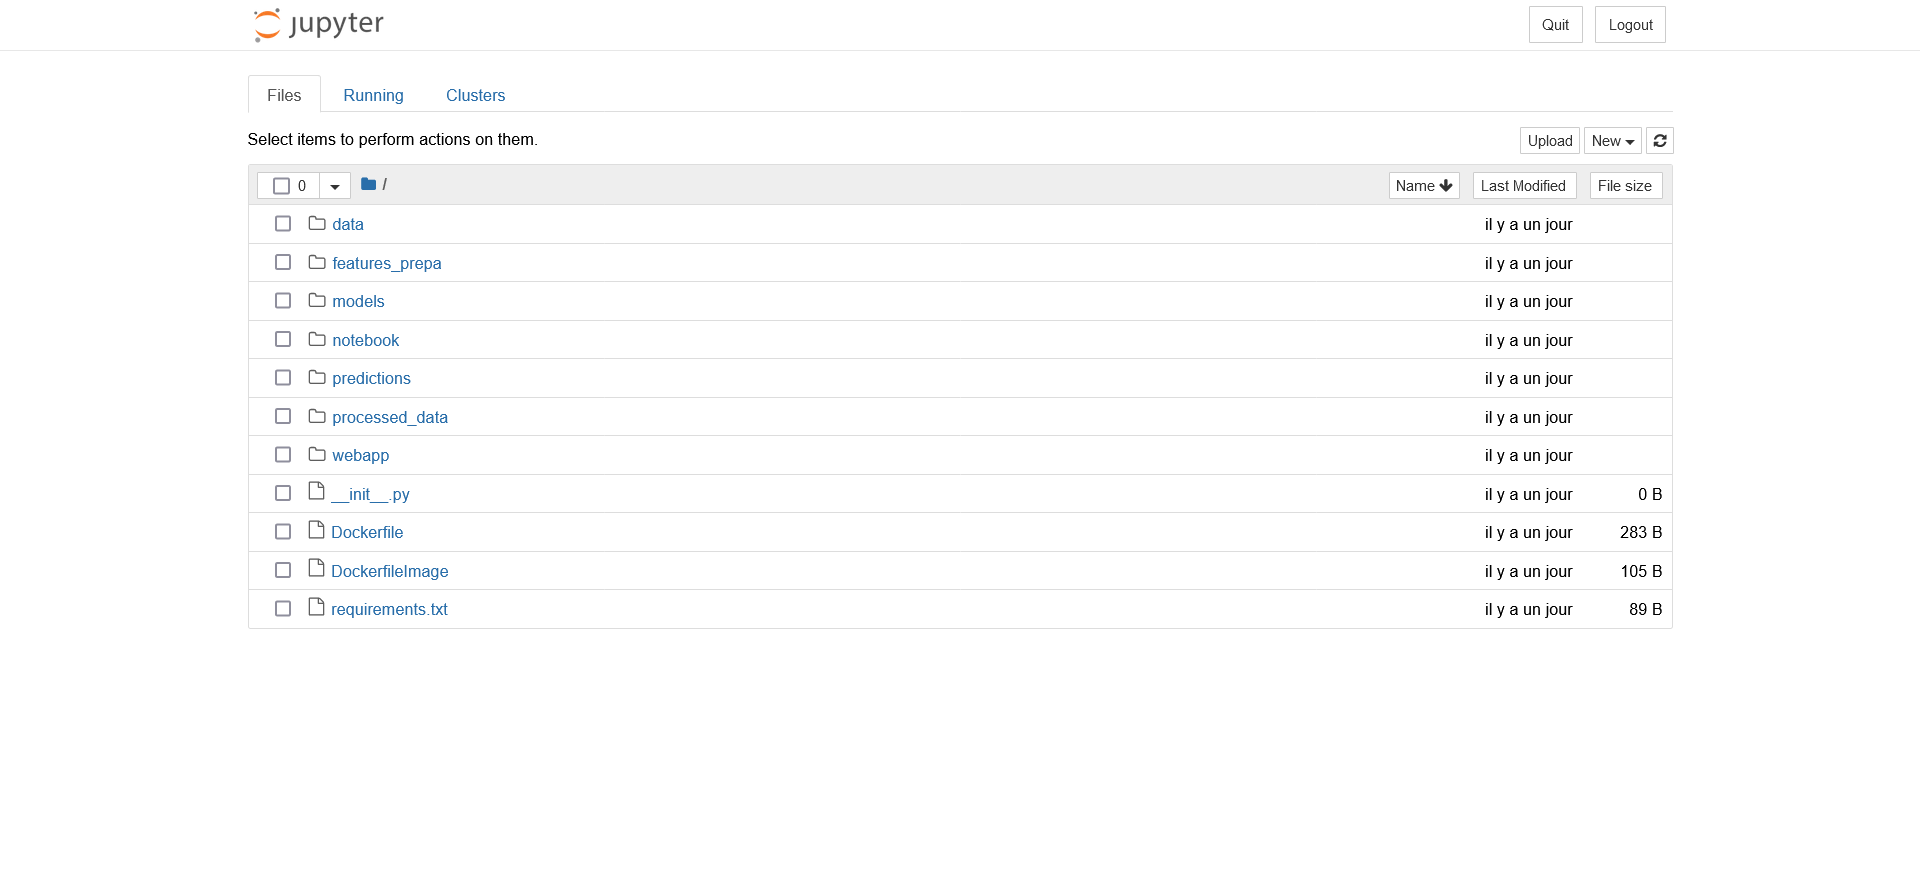 jupyter Quit Logout
Files Running Clusters
Select items to perform actions on them. Upload New
0 / Name Last Modified File size
data il y a un jour
features_prepa il y a un jour
models il y a un jour
notebook il y a un jour
predictions il y a un jour
processed_data il y a un jour
webapp il y a un jour
__init__.py il y a un jour 0 B
Dockerfile il y a un jour 283 B
DockerfileImage il y a un jour 105 B
requirements.txt il y a un jour 89 B